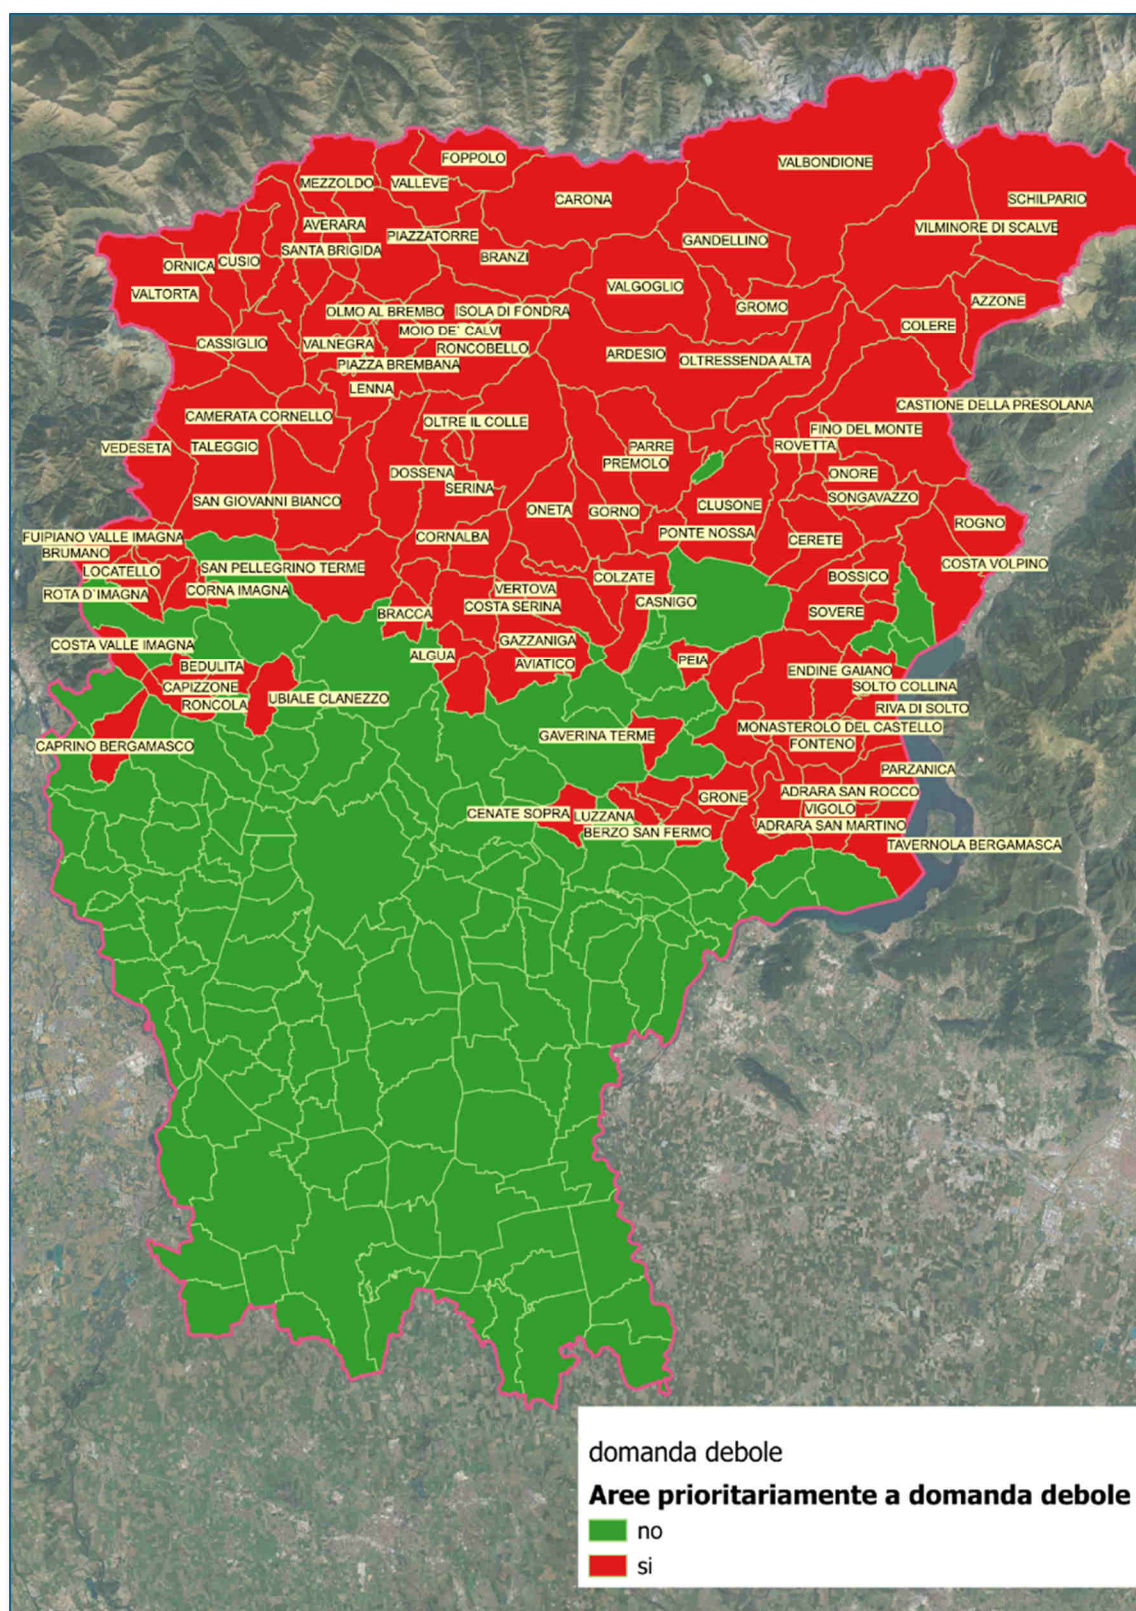 FOPPOLO
VALBONDIONE
MEZZOLDO
VALLEVE
CARONA
SCHILPARIO
AVERARA
VILMINORE DI SCALVE
PIAZZATORRE
GANDELLINO
SANTA BRIGIDA
BRANZI
CUSIO
ORNICA
VALGOGLIO
VALTORTA
AZZONE
GROMO
OLMO AL BREMBO
ISOLA DI FONDRA
COLERE
MOIO DE` CALVI
CASSIGLIO
VALNEGRA
RONCOBELLO
ARDESIO
OLTRESSENDA ALTA
PIAZZA BREMBANA
LENNA
CASTIONE DELLA PRESOLANA
CAMERATA CORNELLO
OLTRE IL COLLE
FINO DEL MONTE
VEDESETA
TALEGGIO
PARRE
ROVETTA
PREMOLO
DOSSENA
ONORE
SERINA
SONGAVAZZO
SAN GIOVANNI BIANCO
CLUSONE
ONETA
GORNO
ROGNO
PONTE NOSSA
FUIPIANO VALLE IMAGNA
CORNALBA
CERETE
BRUMANO
COSTA VOLPINO
LOCATELLO
SAN PELLEGRINO TERME
COLZATE
BOSSICO
ROTA D`IMAGNA
CORNA IMAGNA
VERTOVA
CASNIGO
COSTA SERINA
SOVERE
BRACCA
COSTA VALLE IMAGNA
GAZZANIGA
ALGUA
AVIATICO
PEIA
BEDULITA
ENDINE GAIANO
CAPIZZONE
SOLTO COLLINA
UBIALE CLANEZZO
RONCOLA
RIVA DI SOLTO
MONASTEROLO DEL CASTELLO
GAVERINA TERME
CAPRINO BERGAMASCO
FONTENO
PARZANICA
ADRARA SAN ROCCO
GRONE
VIGOLO
CENATE SOPRA
LUZZANA
ADRARA SAN MARTINO
BERZO SAN FERMO
TAVERNOLA BERGAMASCA
domanda debole
Aree prioritariamente a domanda debole
no
si